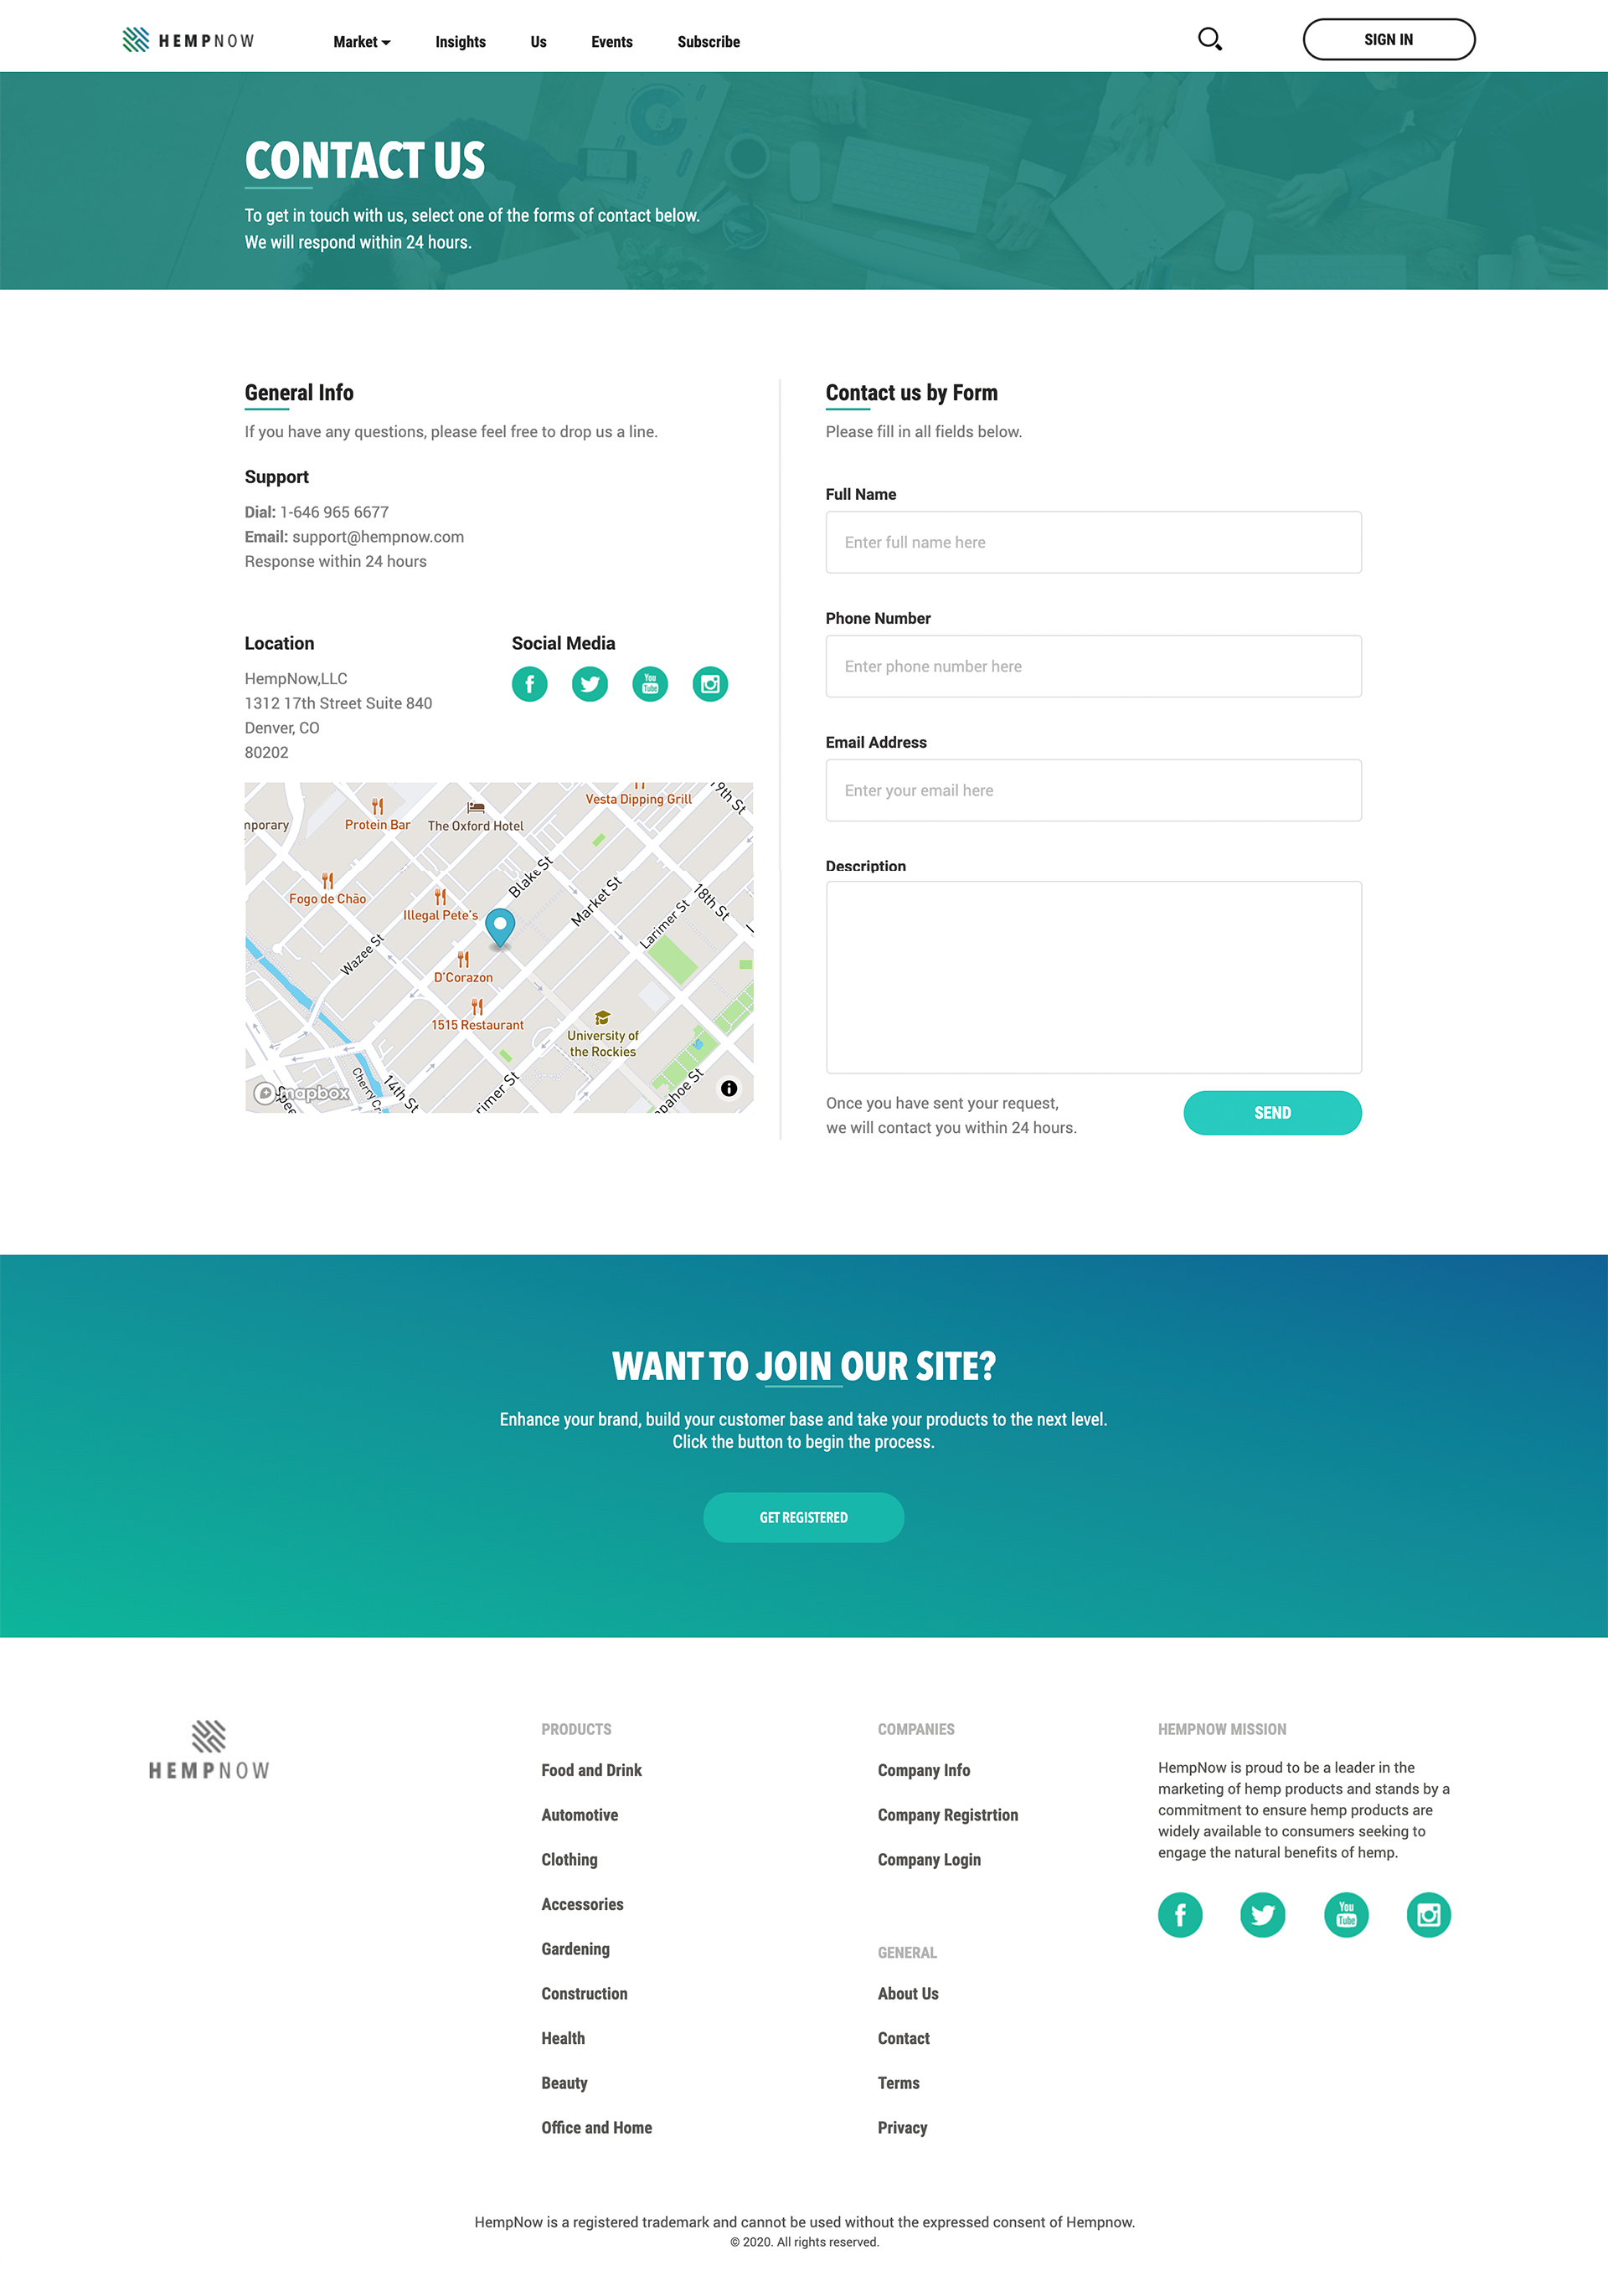 HEMPNOW
Market
Insights
Us
Events
Subscribe
SIGN IN
CONTACT US
To get in touch with us, select one of the forms of contact below.
We will respond within 24 hours.
General Info
If you have any questions, please feel free to drop us a line.
Support
Dial: 1-646 965 6677
Email: support@hempnow.com
Response within 24 hours
Location
HempNow,LLC
1312 17th Street Suite 840
Denver, CO
80202
Social Media
You
Tube
Vesta Dipping Grill
19th St
nporary
Protein Bar
The Oxford Hotel
Blake St
Fogo de Chão
Illegal Pete's
Market St
18th St
Larimer St
Wazee St
D'Corazon
1515 Restaurant
University of
the Rockies
Cherry Cr
14th St
rimer St
pahoe St
Spee
mapbox
Contact us by Form
Please fill in all fields below.
Full Name
Enter full name here
Phone Number
Enter phone number here
Email Address
Enter your email here
Description
Once you have sent your request,
we will contact you within 24 hours.
SEND
WANT TO JOIN OUR SITE?
Enhance your brand, build your customer base and take your products to the next level.
Click the button to begin the process.
GET REGISTERED
HEMPNOW
PRODUCTS
Food and Drink
Automotive
Clothing
Accessories
Gardening
Construction
Health
Beauty
Office and Home
COMPANIES
Company Info
Company Registrtion
Company Login
GENERAL
About Us
Contact
Terms
Privacy
HEMPNOW MISSION
HempNow is proud to be a leader in the
marketing of hemp products and stands by a
commitment to ensure hemp products are
widely available to consumers seeking to
engage the natural benefits of hemp.
You
Tube
HempNow is a registered trademark and cannot be used without the expressed consent of Hempnow.
© 2020. All rights reserved.